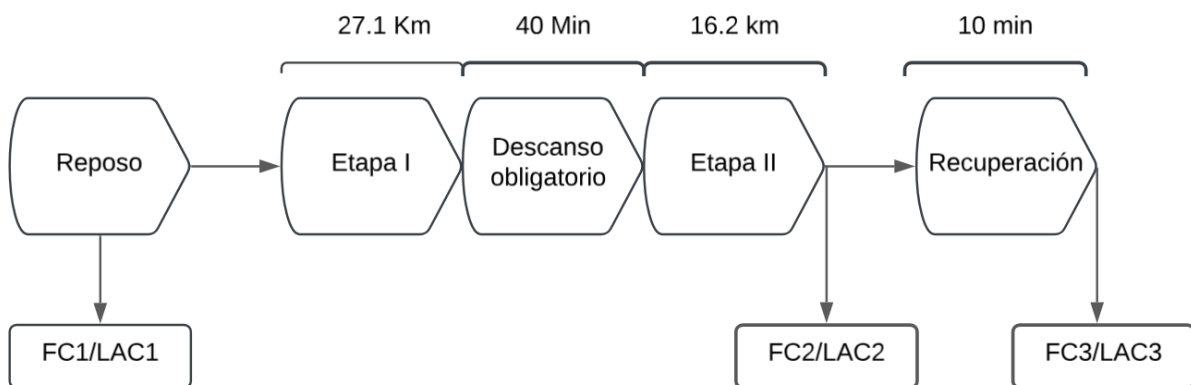 27.1 Km
40 Min
16.2 km
10 min
Reposo
Etapa I
Descanso
obligatorio
Etapa II
Recuperación
FC1/LAC1
FC2/LAC2
FC3/LAC3